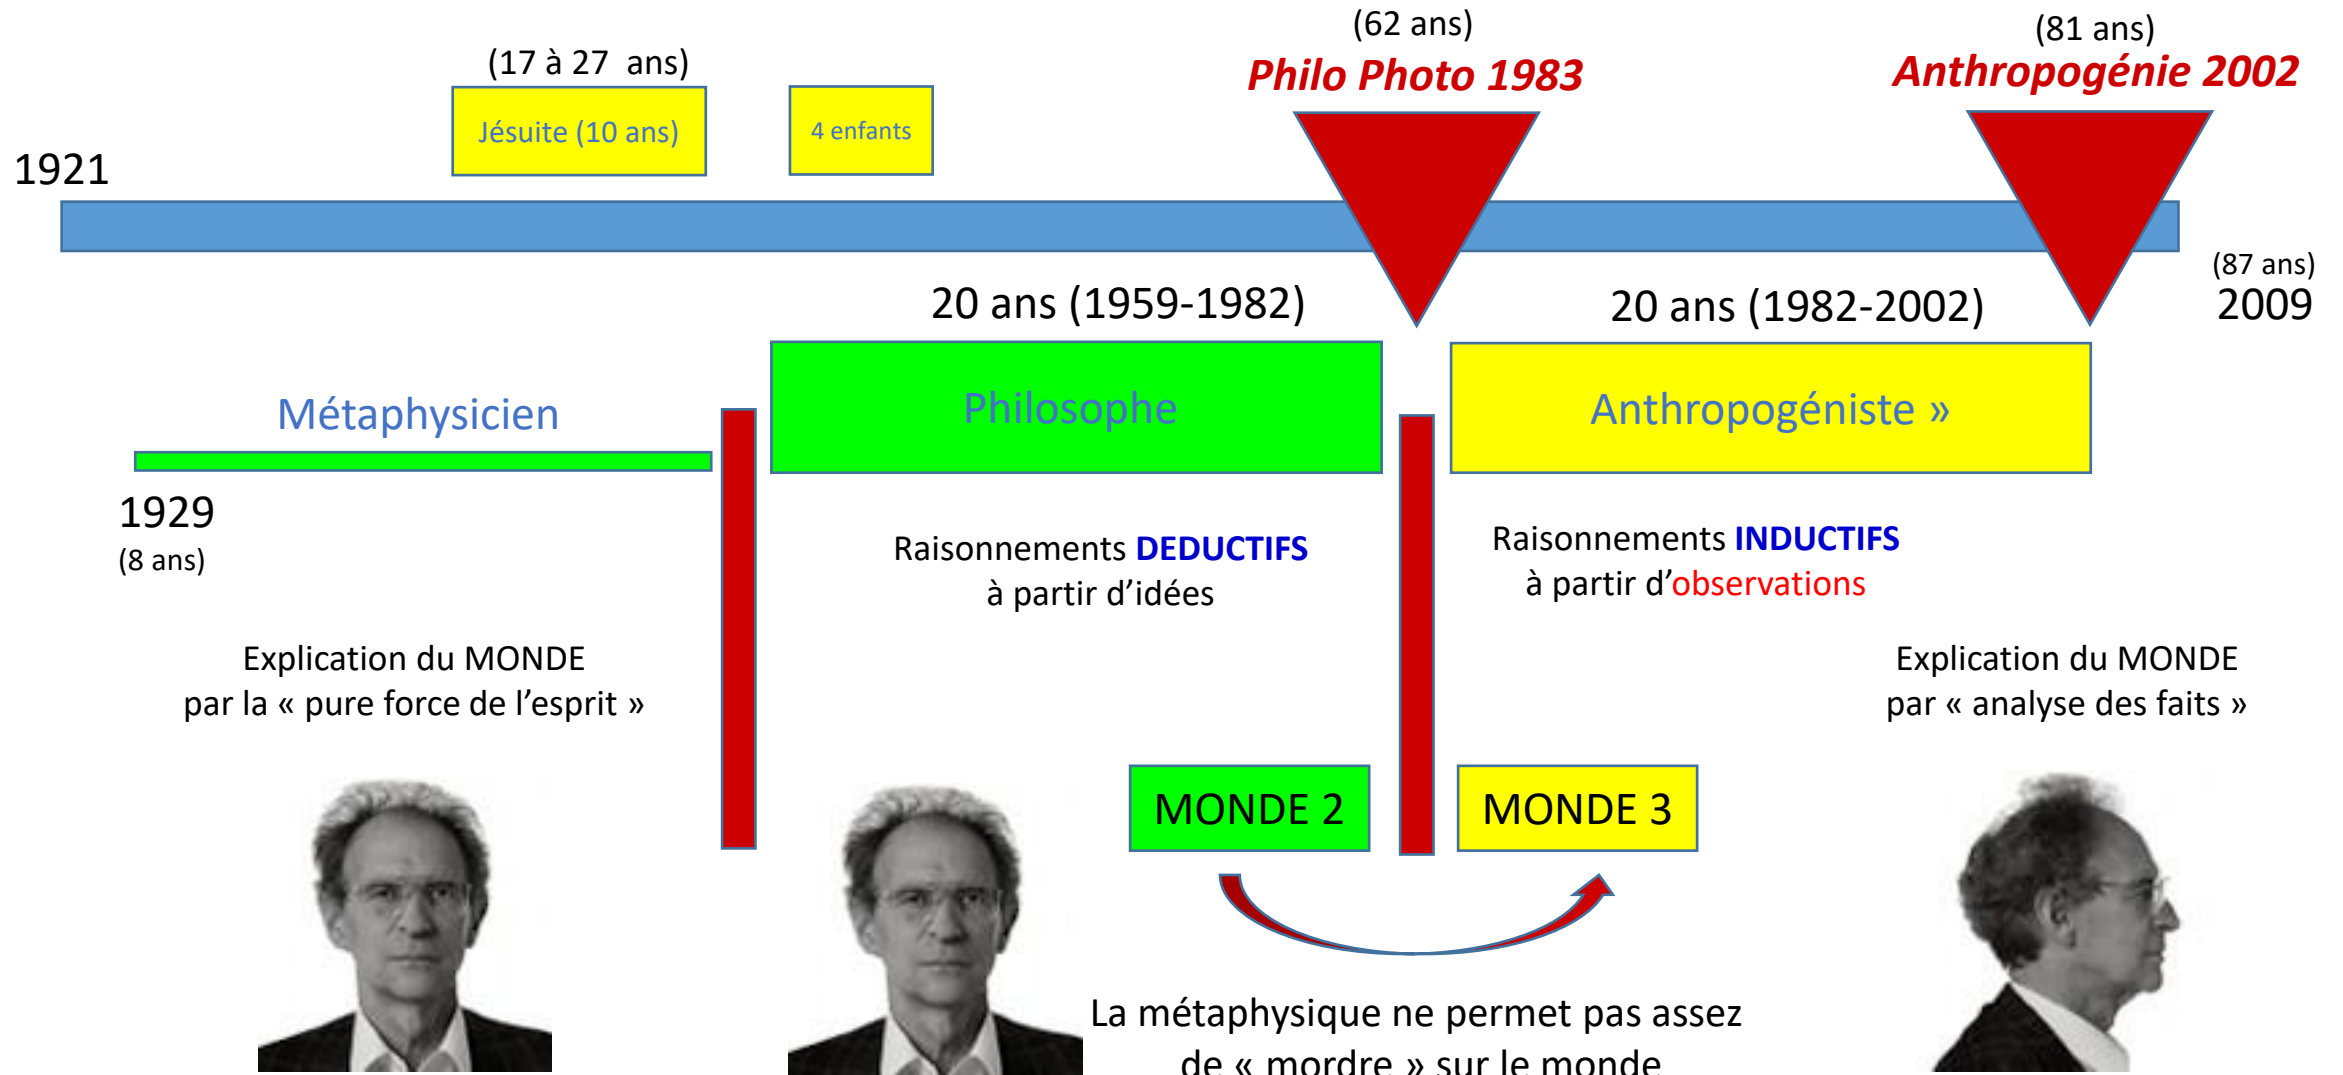 (62 ans)
Philo Photo 1983
(81 ans)
Anthropogénie 2002
(17 à 27  ans)
Jésuite (10 ans)
4 enfants
1921
(87 ans)
2009
20 ans (1959-1982)
20 ans (1982-2002)
Métaphysicien
Philosophe
Anthropogéniste »
1929
(8 ans)
Raisonnements DEDUCTIFS
à partir d’idées
Raisonnements INDUCTIFS
à partir d’observations
Explication du MONDE
par la « pure force de l’esprit »
Explication du MONDE
par « analyse des faits »
MONDE 2
MONDE 3
La métaphysique ne permet pas assez
de « mordre » sur le monde